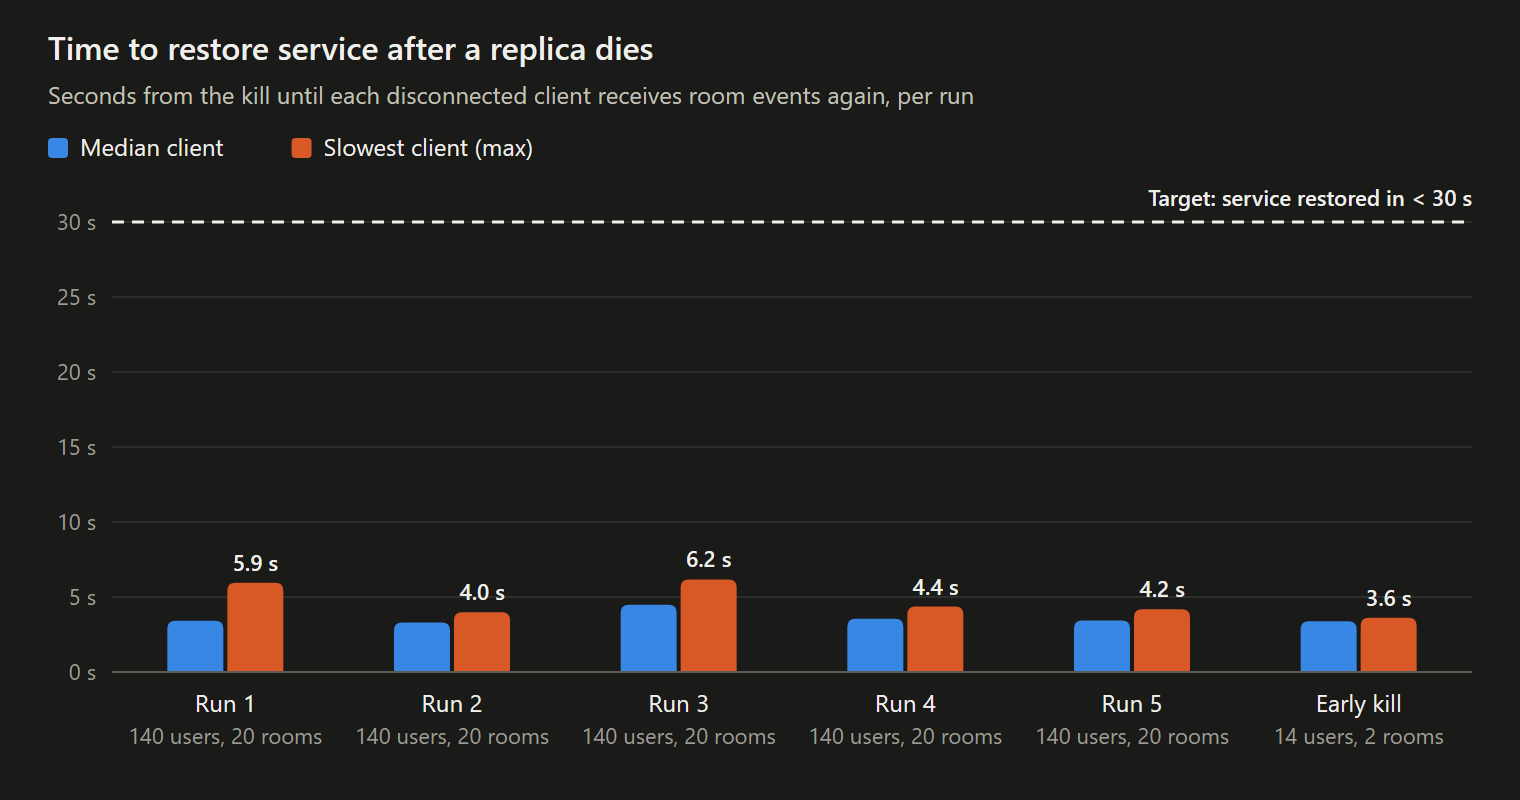 Time to restore service after a replica dies
Seconds from the kill until each disconnected client receives room events again, per run
Median client
Slowest client (max)
Target: service restored in < 30 s
30 s
25 s
20 s
15 s
10 s
5 s
0 s
5.9 s
4.0 s
6.2 s
4.4 s
4.2 s
3.6 s
Run 1
Run 2
Run 3
Run 4
Run 5
Early kill
140 users, 20 rooms
140 users, 20 rooms
140 users, 20 rooms
140 users, 20 rooms
140 users, 20 rooms
14 users, 2 rooms